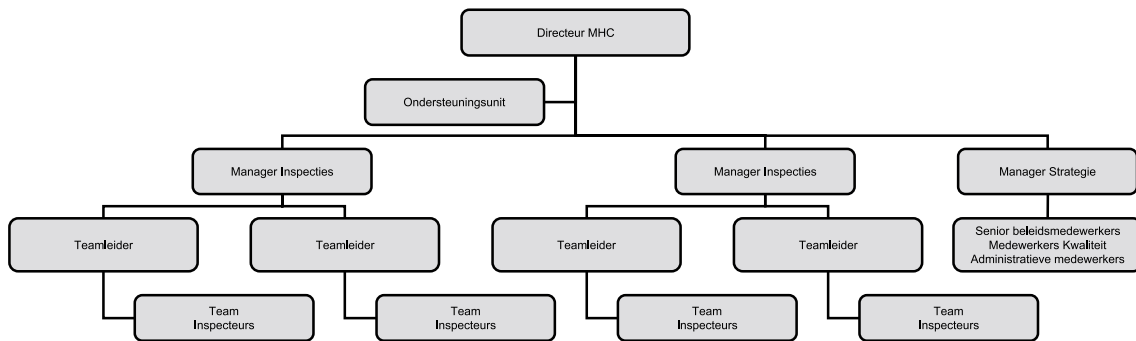 Directeur MHC
Ondersteuningsunit
Manager Inspecties
Manager Inspecties
Manager Strategie
Teamleider
Teamleider
Teamleider
Teamleider
Senior beleidsmedewerkers
Medewerkers Kwaliteit
Administratieve medewerkers
Team
Inspecteurs
Team
Inspecteurs
Team
Inspecteurs
Team
Inspecteurs